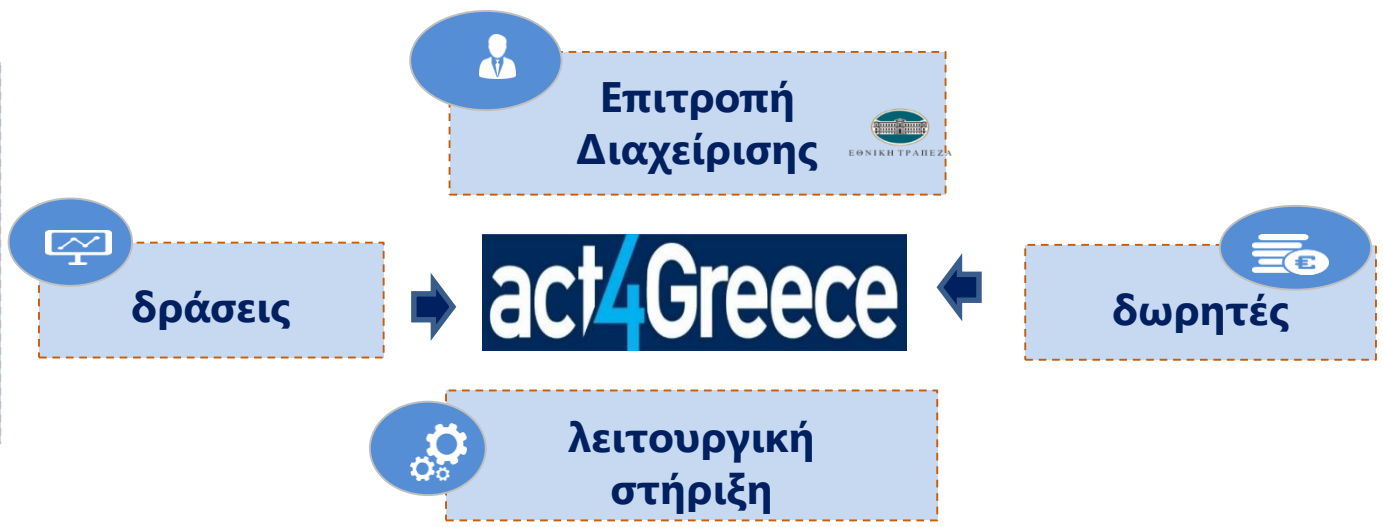 Επιτροπή
Διαχείρισης
ΕΘΝΙΚΗ ΤΡΑΠΕΖΑ
δράσεις
act4Greece
€
δωρητές
λειτουργική
στήριξη